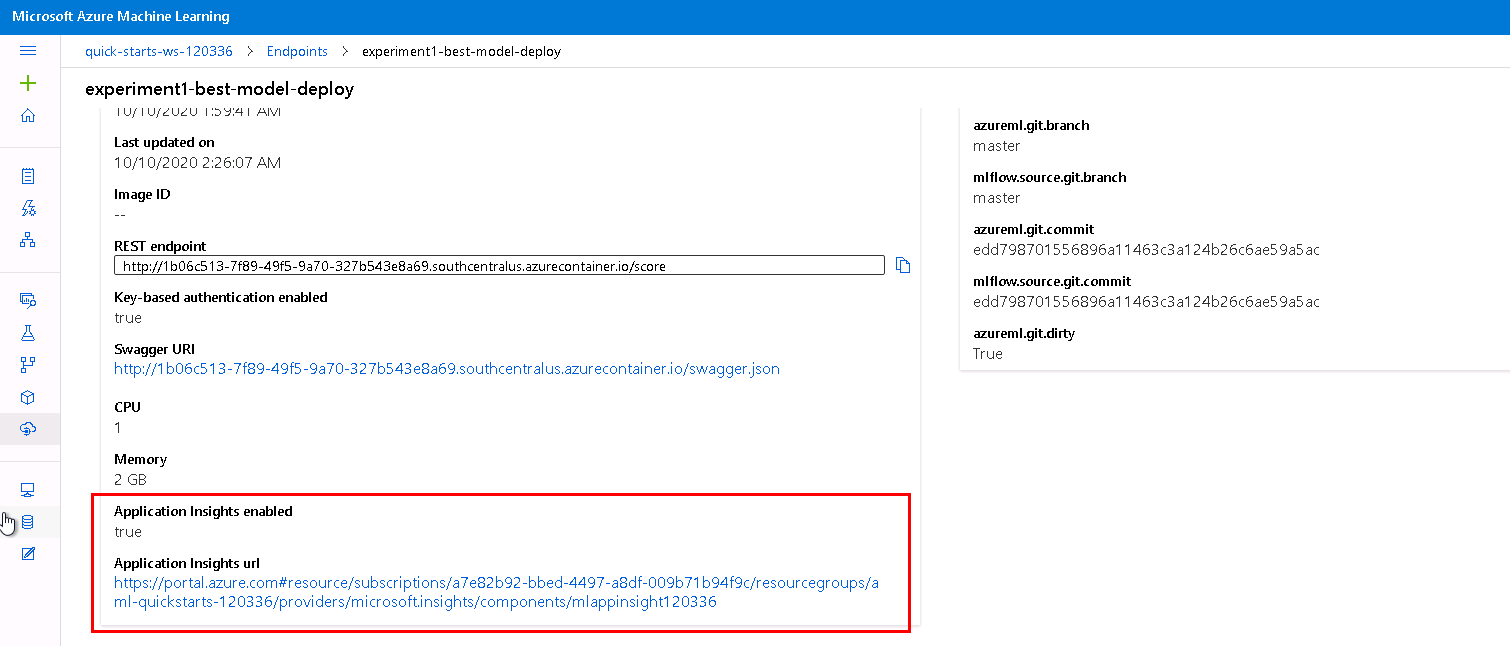 Microsoft Azure Machine Learning
quick-starts-ws-120336 > Endpoints > experiment1-best-model-deploy
experiment1-best-model-deploy
10/10/2020 1:59:41 AM
Last updated on
10/10/2020 2:26:07 AM
Image ID
--
REST endpoint
http://1b06c513-7f89-49f5-9a70-327b543e8a69.southcentralus.azurecontainer.io/score
Key-based authentication enabled
true
Swagger URI
http://1b06c513-7f89-49f5-9a70-327b543e8a69.southcentralus.azurecontainer.io/swagger.json
CPU
1
Memory
2 GB
Application Insights enabled
true
Application Insights url
https://portal.azure.com#resource/subscriptions/a7e82b92-bbed-4497-a8df-009b71b94f9c/resourcegroups/a
ml-quickstarts-120336/providers/microsoft.insights/components/mlappinsight120336
azureml.git.branch
master
mlflow.source.git.branch
master
azureml.git.commit
edd798701556896a11463c3a124b26c6ae59a5ac
mlflow.source.git.commit
edd798701556896a11463c3a124b26c6ae59a5ac
azureml.git.dirty
True